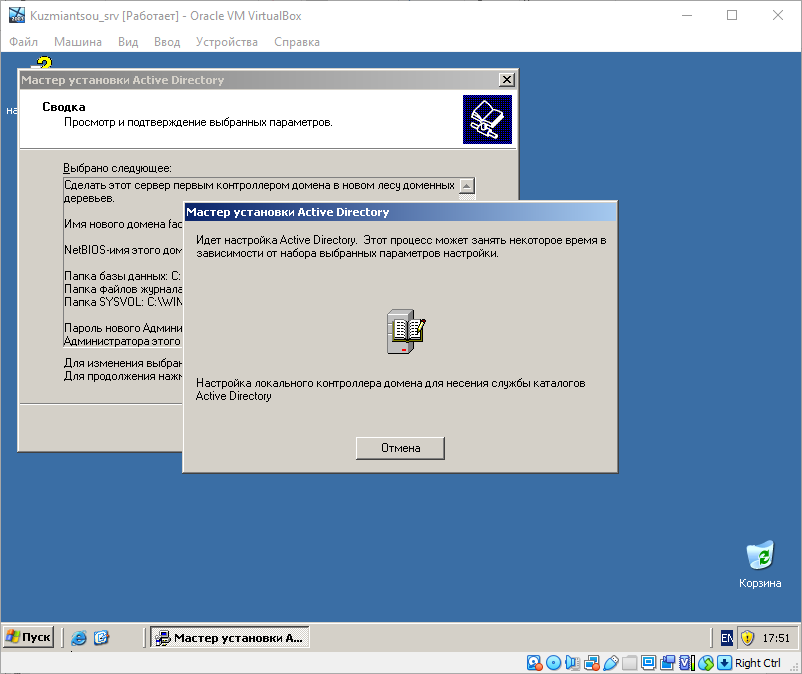 Kuzmiantsou_srv [Работает] - Oracle VM VirtualBox
Файл Машина Вид Ввод Устройства Справка
Мастер установки Active Directory
Сводка
Просмотр и подтверждение выбранных параметров.
Выбрано следующее:
Сделать этот сервер первым контроллером домена в новом лесу доменных
деревьев.
Имя нового домена fac
NetBIOS-имя этого дом
Папка базы данных: C:
Папка файлов журнала
Папка SYSVOL: C:\WIN
Пароль нового Админи
Администратора этого
Для изменения выбран
Для продолжения наж
Мастер установки Active Directory
Идет настройка Active Directory. Этот процесс может занять некоторое время в
зависимости от набора выбранных параметров настройки.
Настройка локального контроллера домена для несения службы каталогов
Active Directory
Отмена
на
Корзина
Пуск
Мастер установки А...
EN
17:51
Right Ctrl